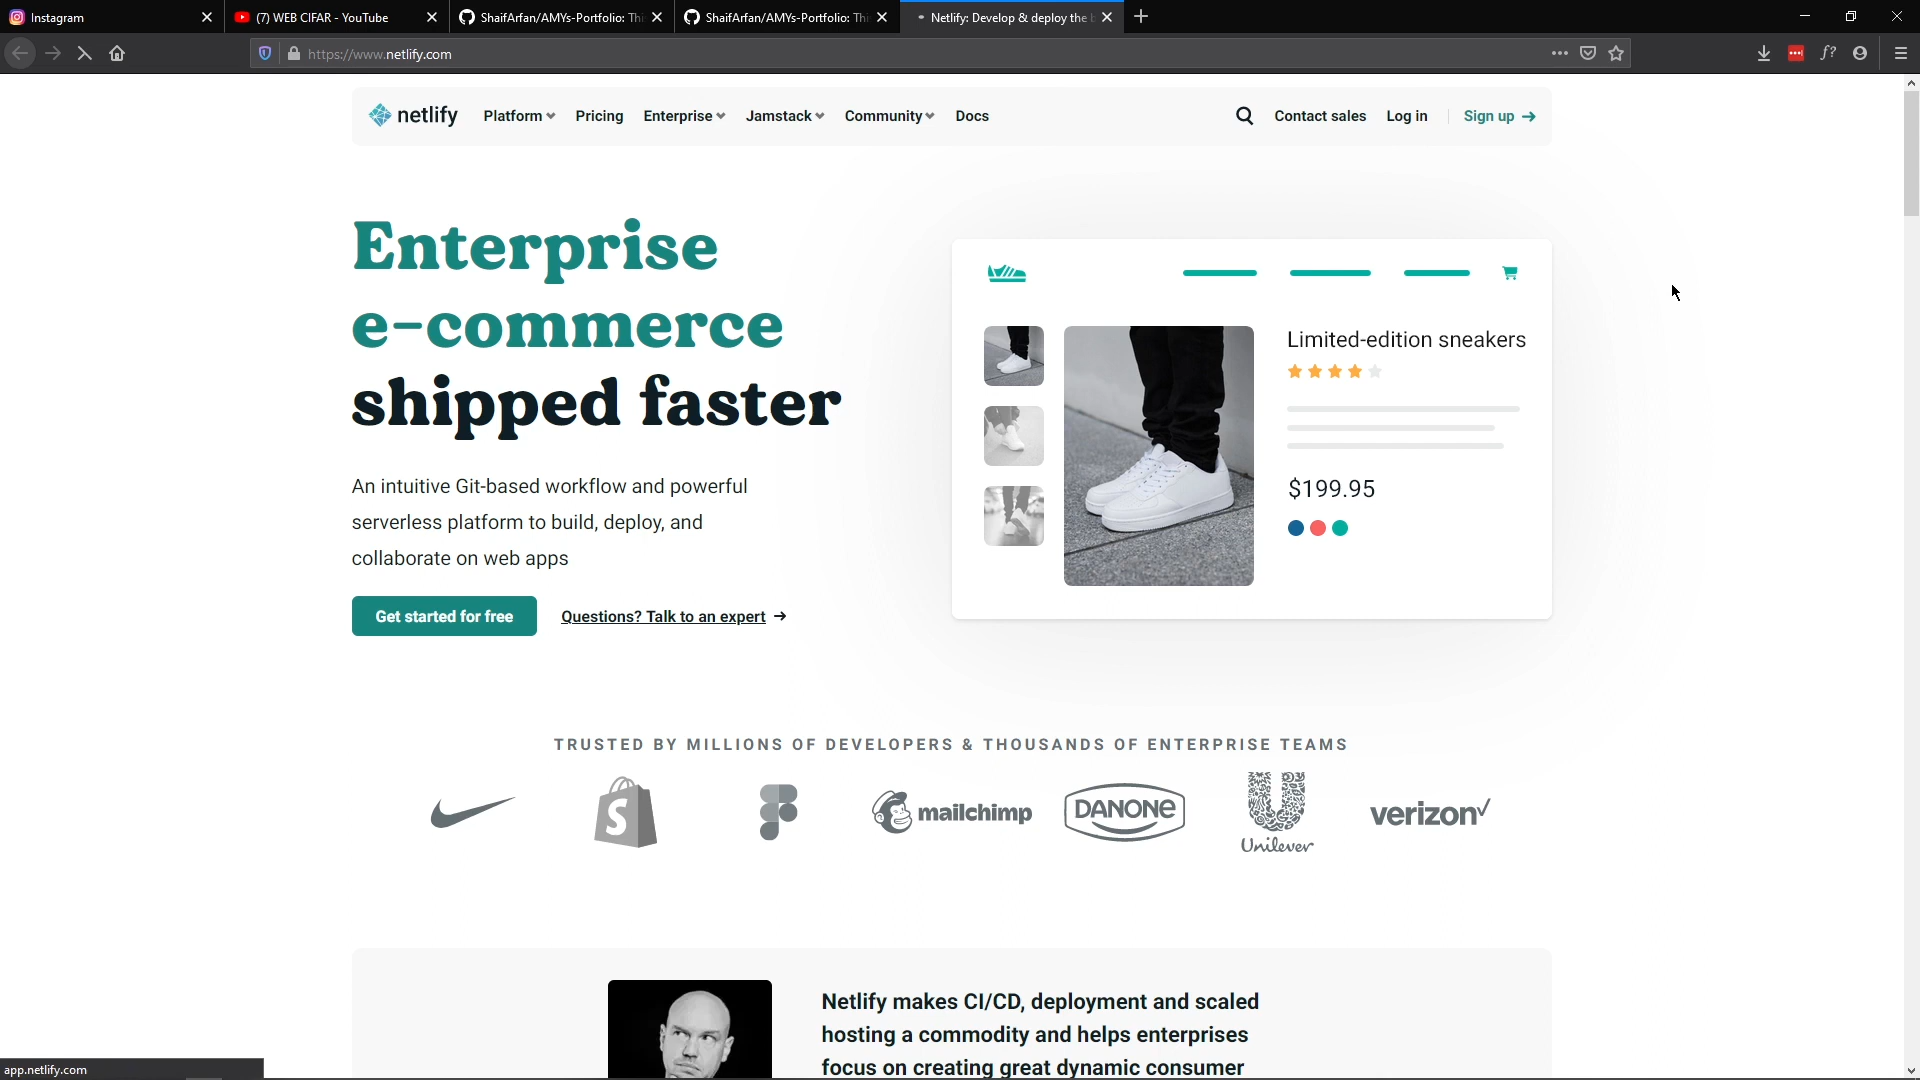 Instagram
(7) WEB CIFAR - YouTube
ShaifArfan/AMYs-Portfolio: Thi
ShaifArfan/AMYs-Portfolio: Thi
Netlify: Develop & deploy the b
https://www.netlify.com
netlify
Platform
Pricing
Enterprise
Jamstack
Community
Docs
Contact sales
Log in
Sign up →
Enterprise
e-commerce
shipped faster
An intuitive Git-based workflow and powerful
serverless platform to build, deploy, and
collaborate on web apps
Get started for free
Questions? Talk to an expert →
Limited-edition sneakers
$199.95
TRUSTED BY MILLIONS OF DEVELOPERS & THOUSANDS OF ENTERPRISE TEAMS
mailchimp
DANONE
Unilever
verizon✓
Netlify makes CI/CD, deployment and scaled
hosting a commodity and helps enterprises
focus on creating great dynamic consumer
app.netlify.com